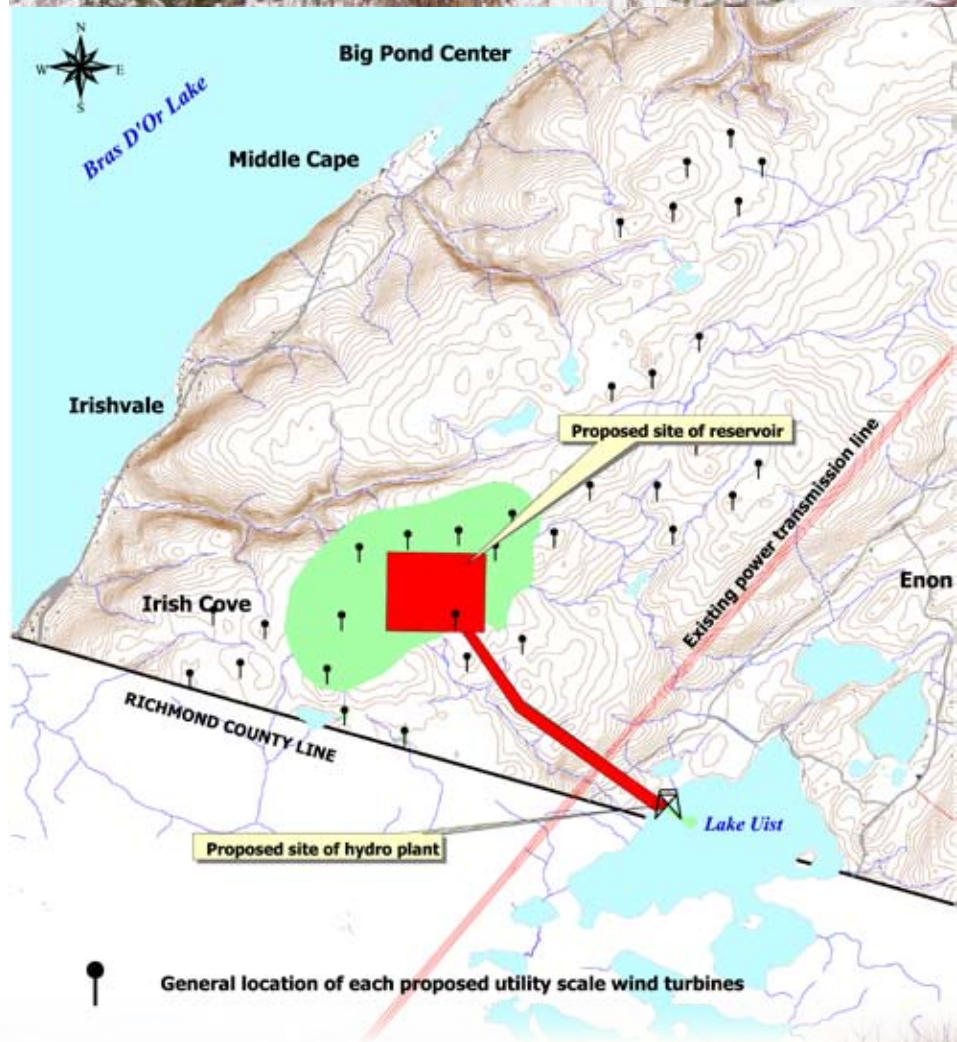 N
W
E
S
Big Pond Center
Bras D'Or Lake
Middle Cape
Irishvale
Proposed site of reservoir
Existing power transmission line
Enon
Irish Cove
RICHMOND COUNTY LINE
Lake Uist
Proposed site of hydro plant
General location of each proposed utility scale wind turbines